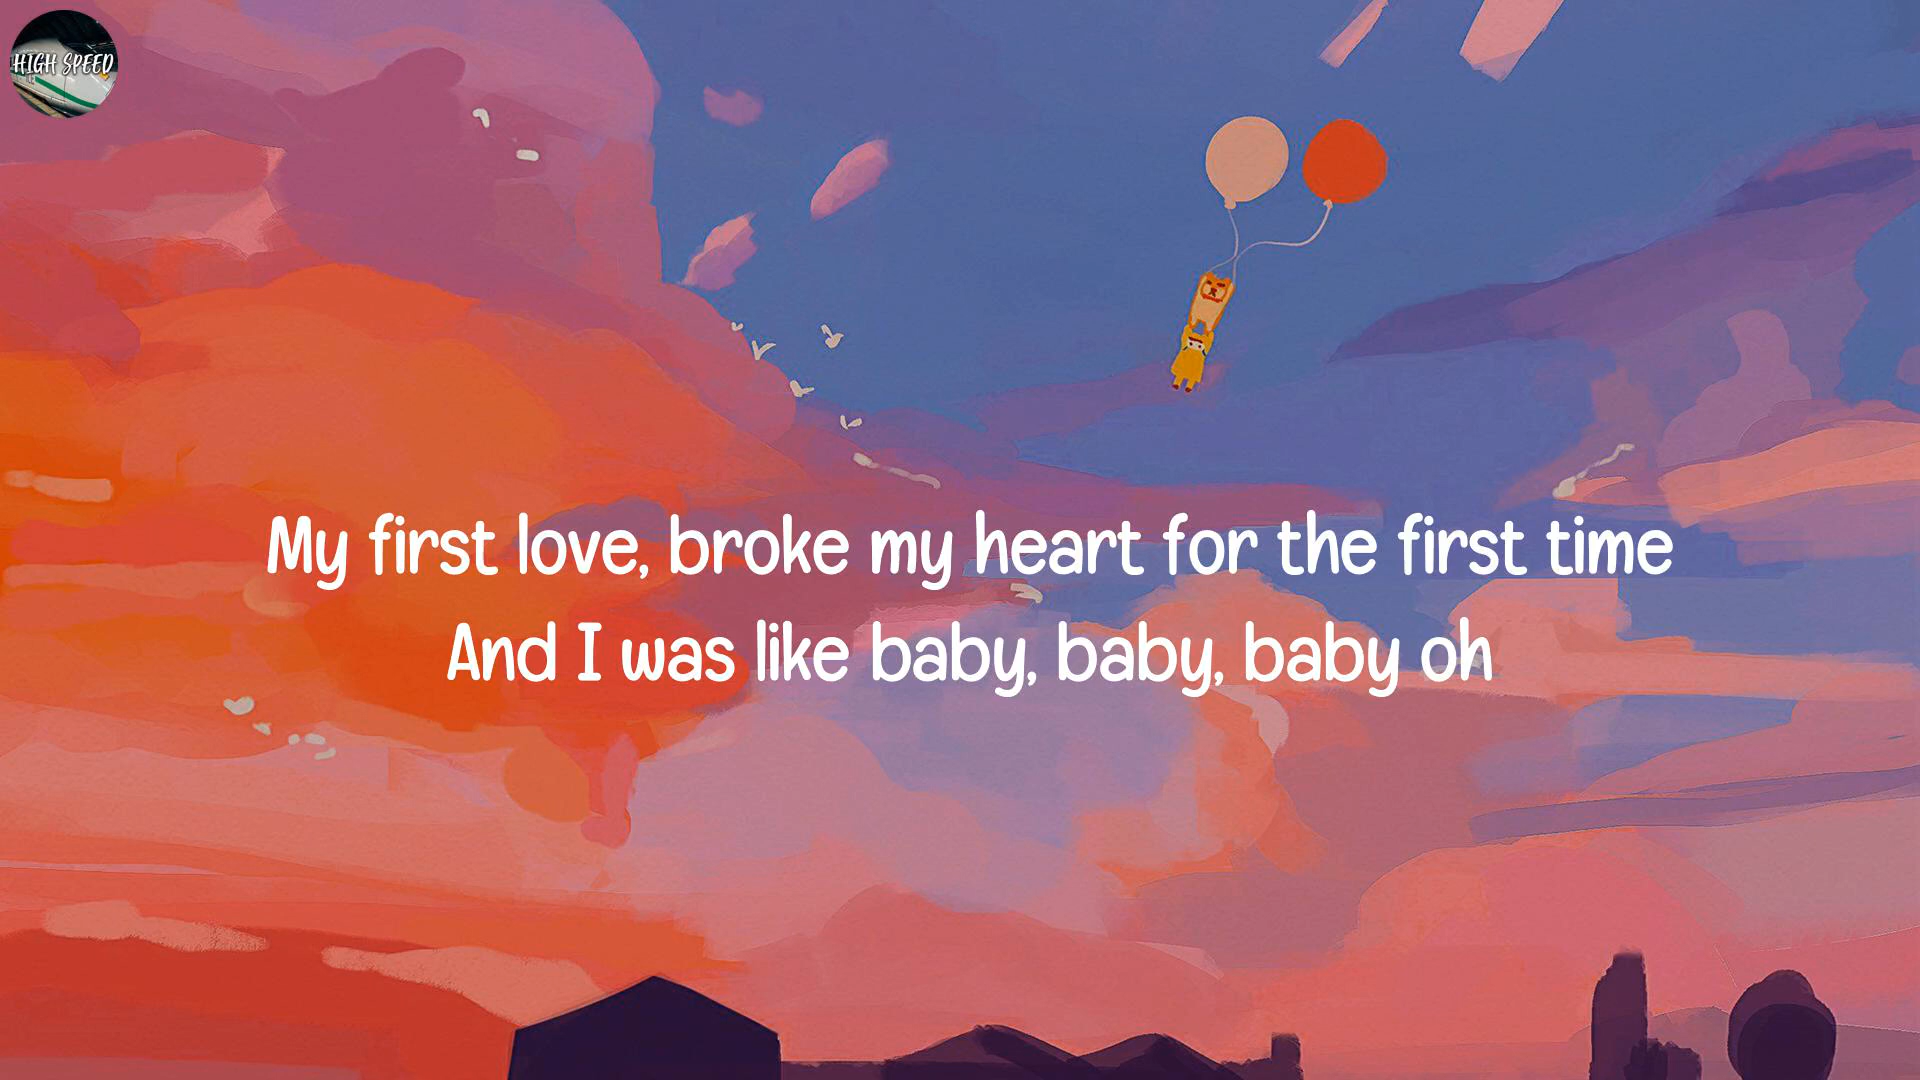 HIGH SPEED
My first love, broke my heart for the first time
And I was like baby, baby, baby oh